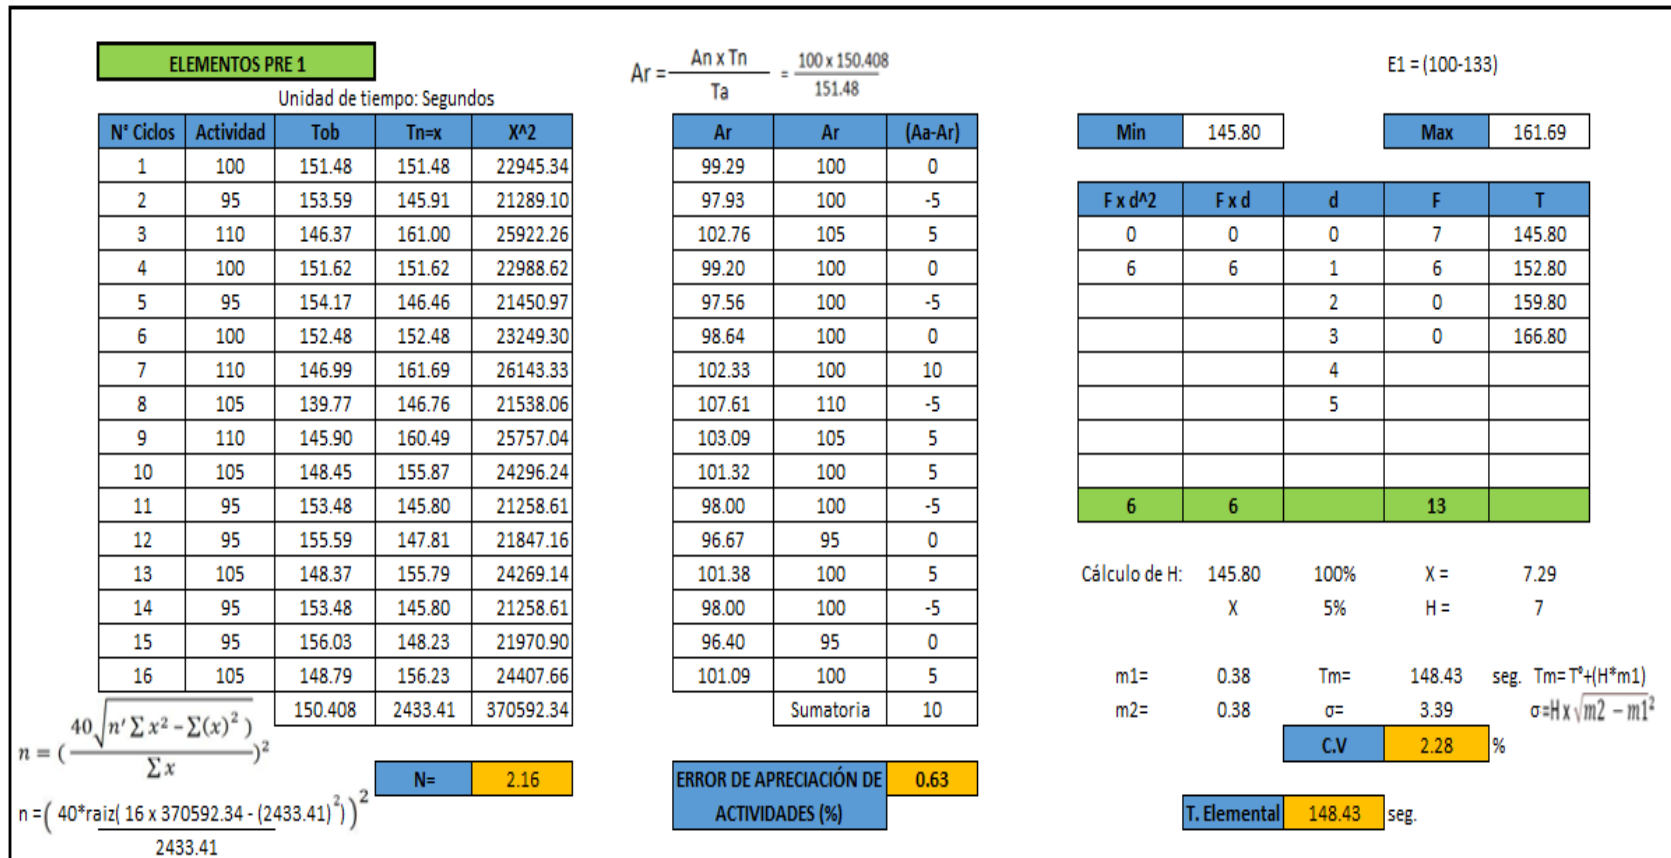 ELEMENTOS PRE 1
Unidad de tiempo: Segundos
N° Ciclos Actividad Tob Tn=x X^2
1 100 151.48 151.48 22945.34
2 95 153.59 145.91 21289.10
3 110 146.37 161.00 25922.26
4 100 151.62 151.62 22988.62
5 95 154.17 146.46 21450.97
6 100 152.48 152.48 23249.30
7 110 146.99 161.69 26143.33
8 105 139.77 146.76 21538.06
9 110 145.90 160.49 25757.04
10 105 148.45 155.87 24296.24
11 95 153.48 145.80 21258.61
12 95 155.59 147.81 21847.16
13 105 148.37 155.79 24269.14
14 95 153.48 145.80 21258.61
15 95 156.03 148.23 21970.90
16 105 148.79 156.23 24407.66
150.408 2433.41 370592.34
n = (40√(n' ∑ x² − ∑(x)²) / ∑ x)²
N= 2.16
n =( 40*raiz( 16 x 370592.34 - (2433.41)²) )²
2433.41
Ar = An x Tn / Ta = 100 x 150.408 / 151.48
Ar Ar (Aa-Ar)
99.29 100 0
97.93 100 -5
102.76 105 5
99.20 100 0
97.56 100 -5
98.64 100 0
102.33 100 10
107.61 110 -5
103.09 105 5
101.32 100 5
98.00 100 -5
96.67 95 0
101.38 100 5
98.00 100 -5
96.40 95 0
101.09 100 5
Sumatoria 10
ERROR DE APRECIACIÓN DE ACTIVIDADES (%) 0.63
E1 = (100-133)
Min 145.80 Max 161.69
F x d^2 F x d d F T
0 0 0 7 145.80
6 6 1 6 152.80
2 0 159.80
3 0 166.80
4
5
6 6 13
Cálculo de H: 145.80 100% X = 7.29
X 5% H = 7
m1= 0.38 Tm= 148.43 seg. Tm=T°+(H*m1)
m2= 0.38 σ= 3.39 σ=H x √m2 − m1²
C.V 2.28 %
T. Elemental 148.43 seg.